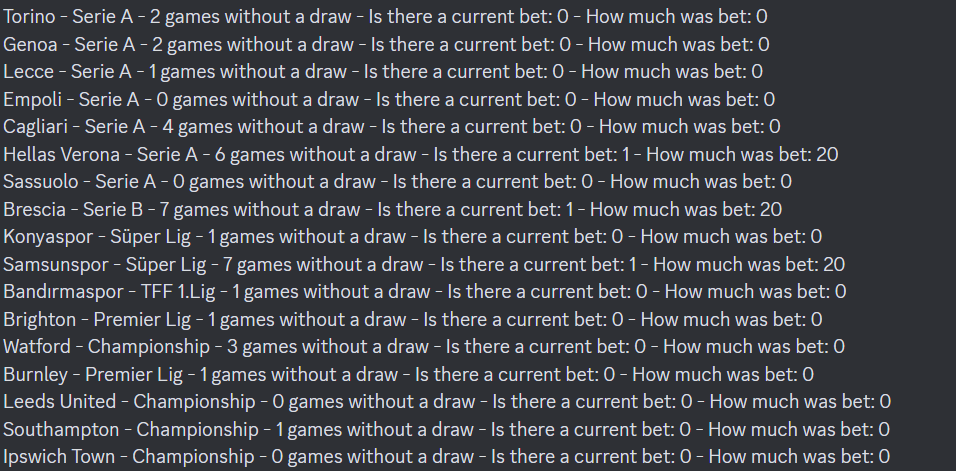 Torino - Serie A - 2 games without a draw - Is there a current bet: 0 - How much was bet: 0
Genoa - Serie A - 2 games without a draw - Is there a current bet: 0 - How much was bet: 0
Lecce - Serie A - 1 games without a draw - Is there a current bet: 0 - How much was bet: 0
Empoli - Serie A - 0 games without a draw - Is there a current bet: 0 - How much was bet: 0
Cagliari - Serie A - 4 games without a draw - Is there a current bet: 0 - How much was bet: 0
Hellas Verona - Serie A - 6 games without a draw - Is there a current bet: 1 - How much was bet: 20
Sassuolo - Serie A - 0 games without a draw - Is there a current bet: 0 - How much was bet: 0
Brescia - Serie B - 7 games without a draw - Is there a current bet: 1 - How much was bet: 20
Konyaspor - Süper Lig - 1 games without a draw - Is there a current bet: 0 - How much was bet: 0
Samsunspor - Süper Lig - 7 games without a draw - Is there a current bet: 1 - How much was bet: 20
Bandırmaspor - TFF 1.Lig - 1 games without a draw - Is there a current bet: 0 - How much was bet: 0
Brighton - Premier Lig - 1 games without a draw - Is there a current bet: 0 - How much was bet: 0
Watford - Championship - 3 games without a draw - Is there a current bet: 0 - How much was bet: 0
Burnley - Premier Lig - 1 games without a draw - Is there a current bet: 0 - How much was bet: 0
Leeds United - Championship - 0 games without a draw - Is there a current bet: 0 - How much was bet: 0
Southampton - Championship - 1 games without a draw - Is there a current bet: 0 - How much was bet: 0
Ipswich Town - Championship - 0 games without a draw - Is there a current bet: 0 - How much was bet: 0